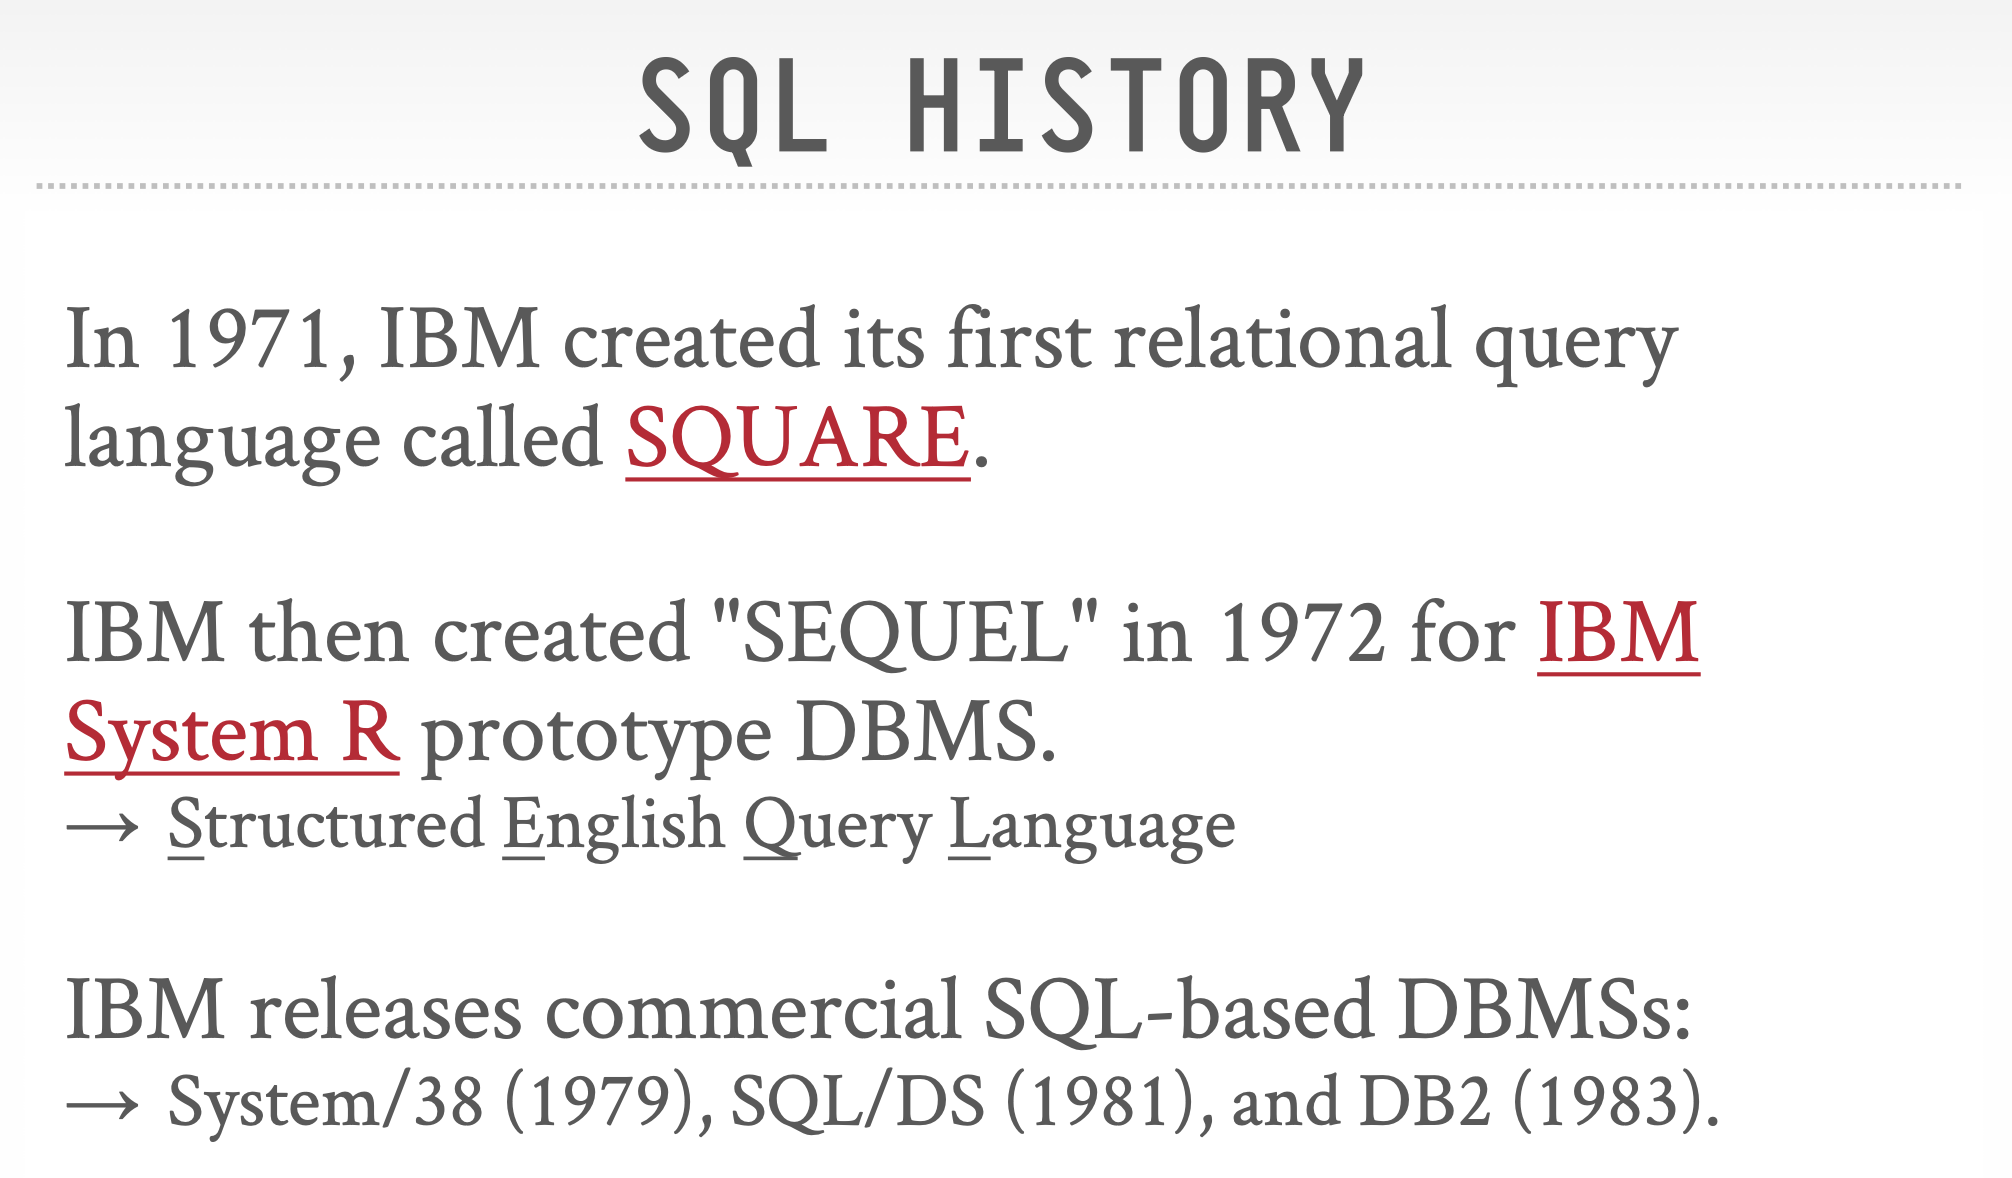 SQL HISTORY
In 1971, IBM created its first relational query
language called SQUARE.
IBM then created "SEQUEL" in 1972 for IBM
System R prototype DBMS.
→ Structured English Query Language
IBM releases commercial SQL-based DBMSs:
→ System/38 (1979), SQL/DS (1981), and DB2 (1983).